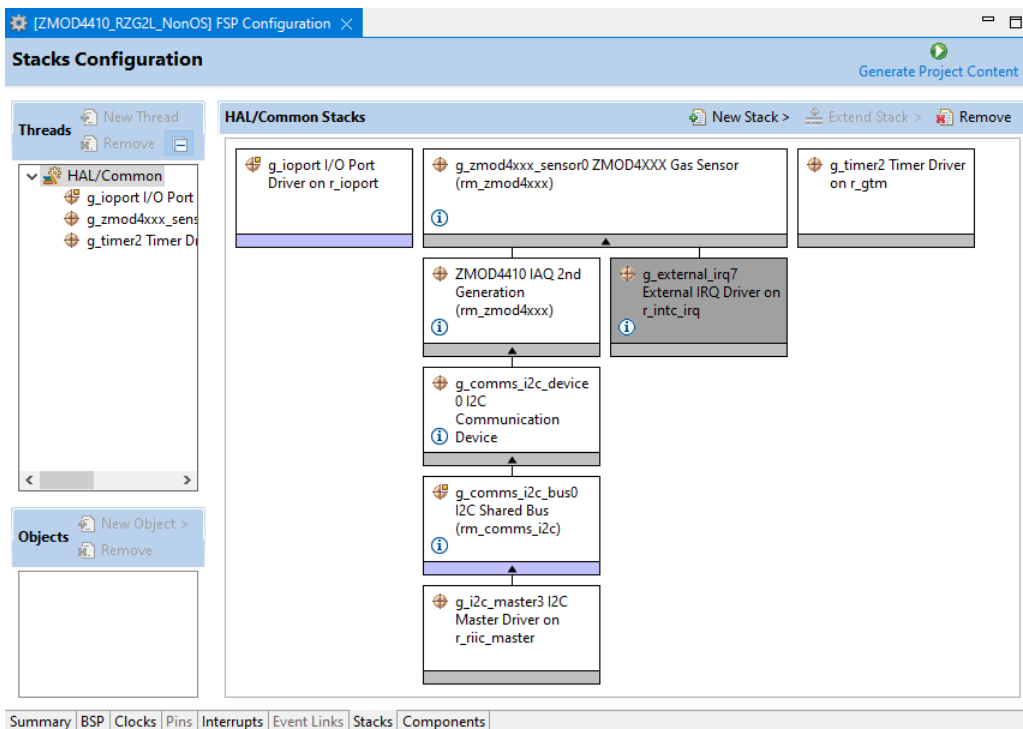 [ZMOD4410_RZG2L_NonOS] FSP Configuration
Stacks Configuration
Generate Project Content
Threads
New Thread
Remove
HAL/Common
g_ioport I/O Port
g_zmod4xxx_sens
g_timer2 Timer Dr
Objects
New Object >
Remove
HAL/Common Stacks
New Stack >
Extend Stack >
Remove
g_ioport I/O Port
Driver on r_ioport
g_zmod4xxx_sensor0 ZMOD4XXX Gas Sensor
(rm_zmod4xxx)
g_timer2 Timer Driver
on r_gtm
ZMOD4410 IAQ 2nd
Generation
(rm_zmod4xxx)
g_external_irq7
External IRQ Driver on
r_intc_irq
g_comms_i2c_device
0 I2C
Communication
Device
g_comms_i2c_bus0
I2C Shared Bus
(rm_comms_i2c)
g_i2c_master3 I2C
Master Driver on
r_riic_master
Summary BSP Clocks Pins Interrupts Event Links Stacks Components